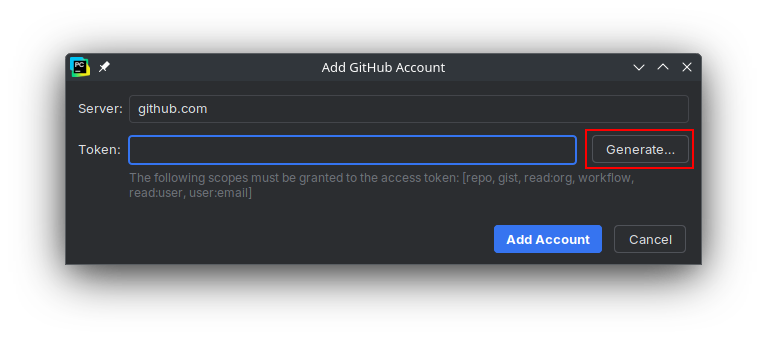 PC
Add GitHub Account
Server: github.com
Token: Generate...
The following scopes must be granted to the access token: [repo, gist, read:org, workflow,
read:user, user:email]
Add Account Cancel